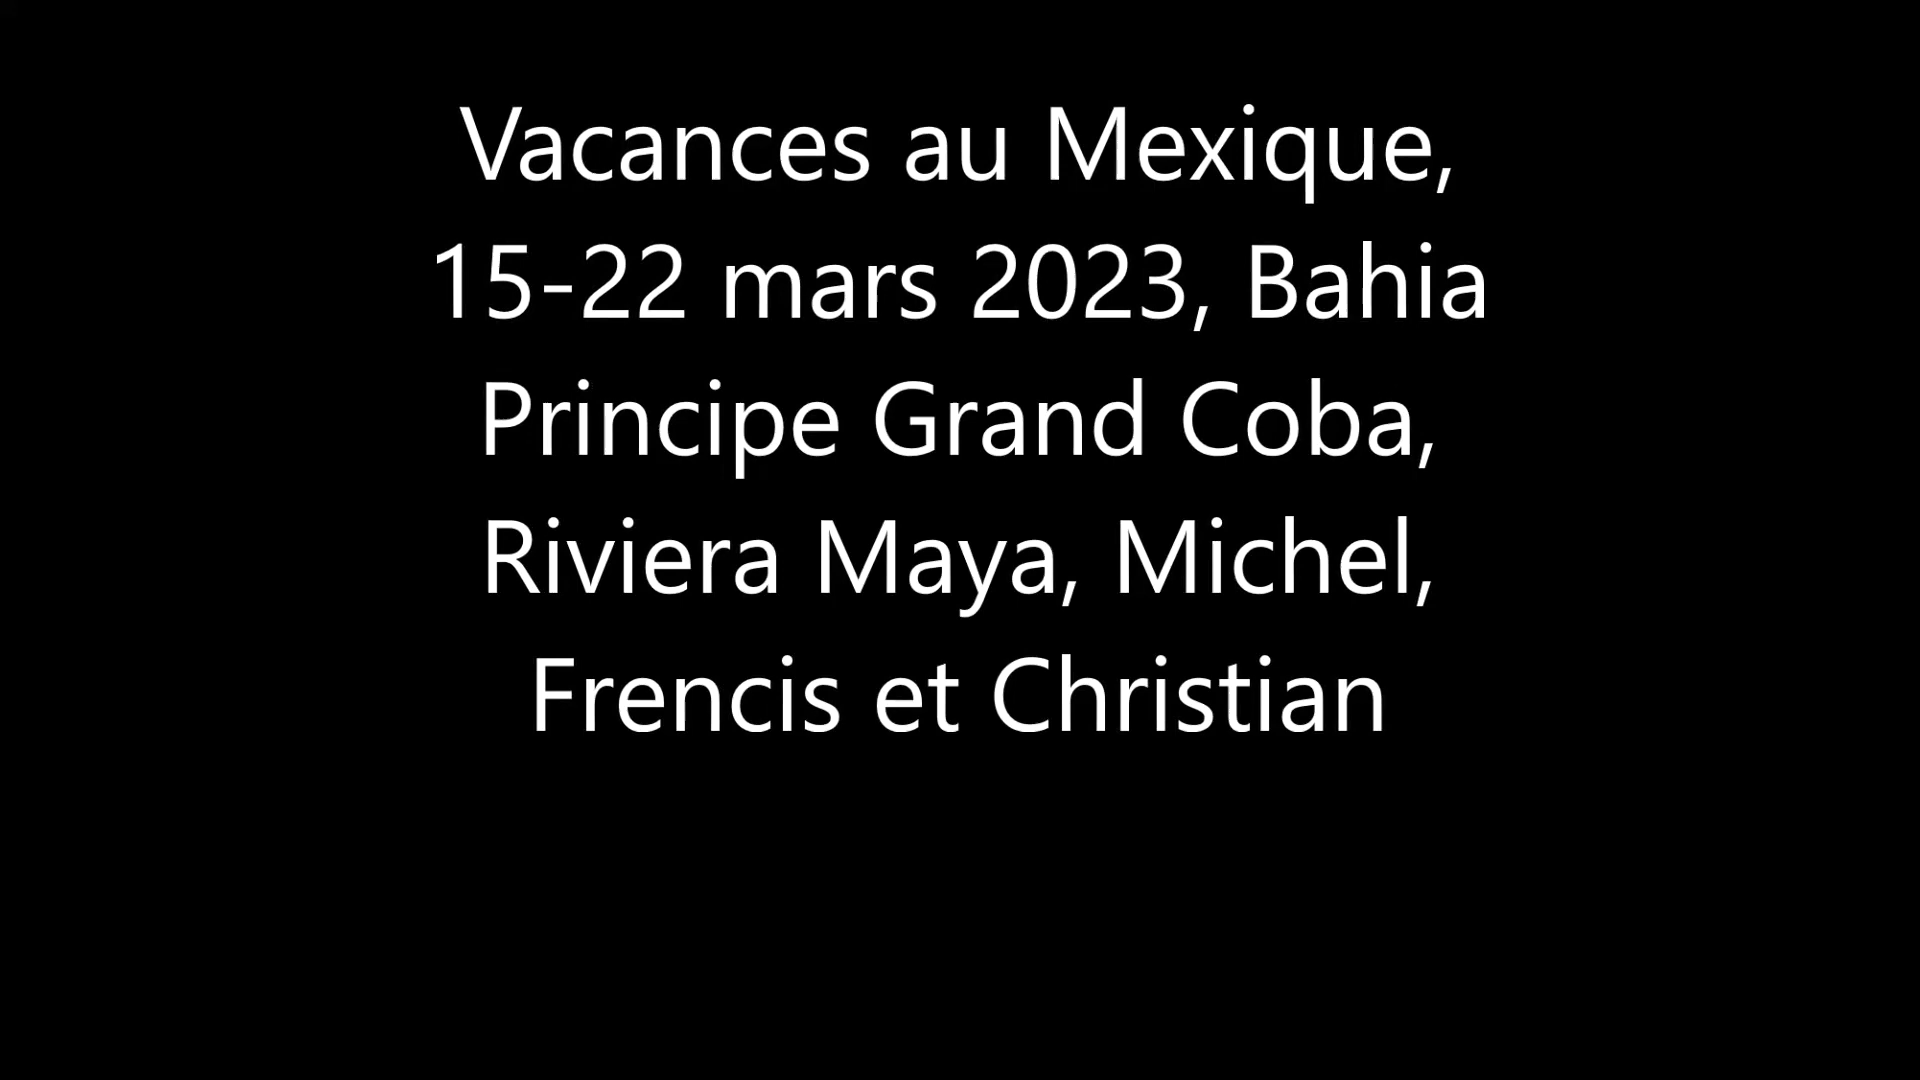 Vacances au Mexique,
15-22 mars 2023, Bahia
Principe Grand Coba,
Riviera Maya, Michel,
Frencis et Christian